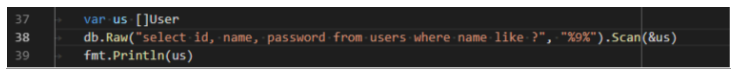 37 var us []User
38 db.Raw("select id, name, password from users where name like ?", "%9%").Scan(&us)
39 fmt.Println(us)